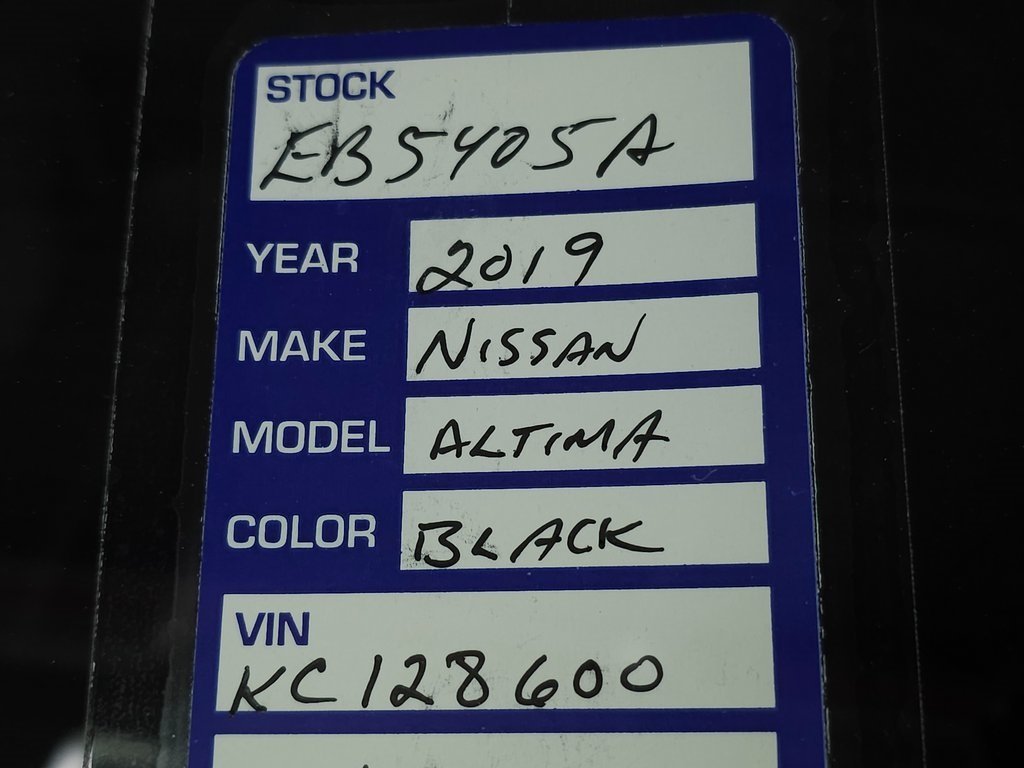 STOCK
EB5405A
YEAR 2019
MAKE NISSAN
MODEL ALTIMA
COLOR BLACK
VIN
KC128600